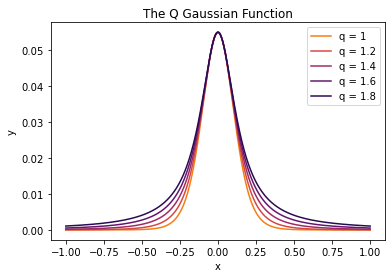 The Q Gaussian Function
q = 1
q = 1.2
q = 1.4
q = 1.6
q = 1.8
0.05
0.04
0.03
0.02
0.01
0.00
y
−1.00 −0.75 −0.50 −0.25 0.00 0.25 0.50 0.75 1.00
x